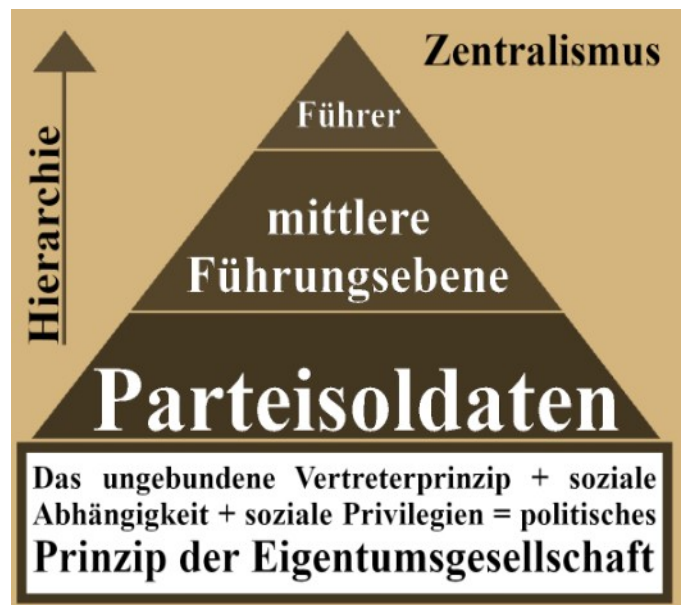 Zentralismus
Hierarchie
Führer
mittlere
Führungsebene
Parteisoldaten
Das ungebundene Vertreterprinzip + soziale
Abhängigkeit + soziale Privilegien = politisches
Prinzip der Eigentumsgesellschaft